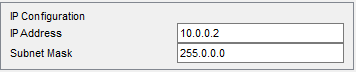 IP Configuration
IP Address 10.0.0.2
Subnet Mask 255.0.0.0